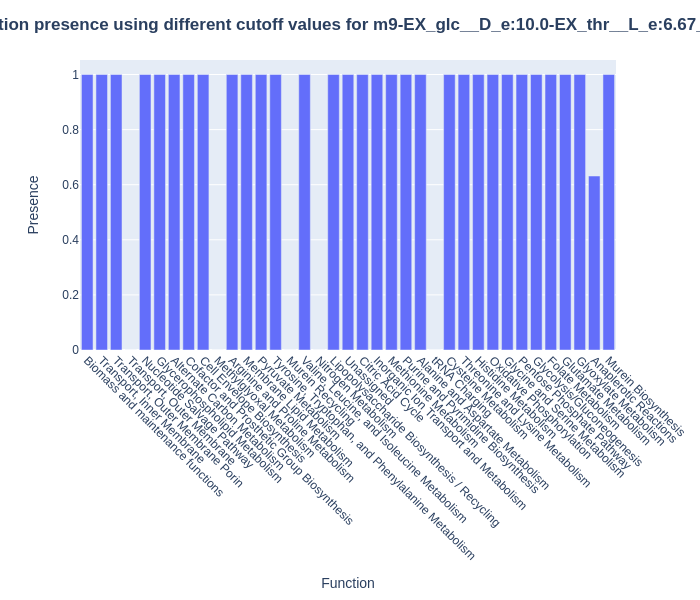 tion presence using different cutoff values for m9-EX_glc__D_e:10.0-EX_thr__L_e:6.67_
Presence
1
0.8
0.6
0.4
0.2
0
Biomass and maintenance functions
Transport, Inner Membrane
Transport, Outer Membrane
Transport, Outer Membrane Porin
Nucleotide Salvage Pathway
Glycerophospholipid Metabolism
Alternate Carbon Metabolism
Cofactor and Prosthetic Group Biosynthesis
Cell Envelope Biosynthesis
Methylglyoxal Metabolism
Arginine and Proline Metabolism
Membrane Lipid Metabolism
Pyruvate Metabolism
Tyrosine, Tryptophan, and Phenylalanine Metabolism
Murein Recycling
Valine, Leucine, and Isoleucine Metabolism
Nitrogen Metabolism
Lipopolysaccharide Biosynthesis / Recycling
Unassigned
Citric Acid Cycle
Inorganic Ion Transport and Metabolism
Methionine Metabolism
Purine and Pyrimidine Biosynthesis
Alanine and Aspartate Metabolism
tRNA Charging
Cysteine Metabolism
Threonine and Lysine Metabolism
Histidine Metabolism
Oxidative Phosphorylation
Glycine and Serine Metabolism
Pentose Phosphate Pathway
Glycolysis/Gluconeogenesis
Folate Metabolism
Glutamate Metabolism
Glyoxylate Metabolism
Anaplerotic Reactions
Murein Biosynthesis
Function